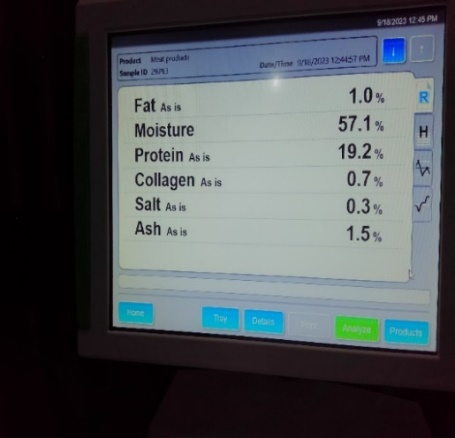 9/18/2023 12:45 PM
Product Meat products
Sample ID 29763
Date/Time 9/18/2023 12:44:57 PM
Fat As is 1.0 %
Moisture 57.1 %
Protein As is 19.2 %
Collagen As is 0.7 %
Salt As is 0.3 %
Ash As is 1.5 %
R
H
Home
Tray
Details
Print
Analyze
Products